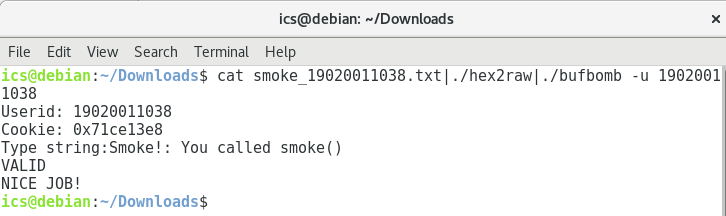 ics@debian: ~/Downloads ×
File Edit View Search Terminal Help
ics@debian:~/Downloads$ cat smoke_19020011038.txt|./hex2raw|./bufbomb -u 1902001
1038
Userid: 19020011038
Cookie: 0x71ce13e8
Type string:Smoke!: You called smoke()
VALID
NICE JOB!
ics@debian:~/Downloads$